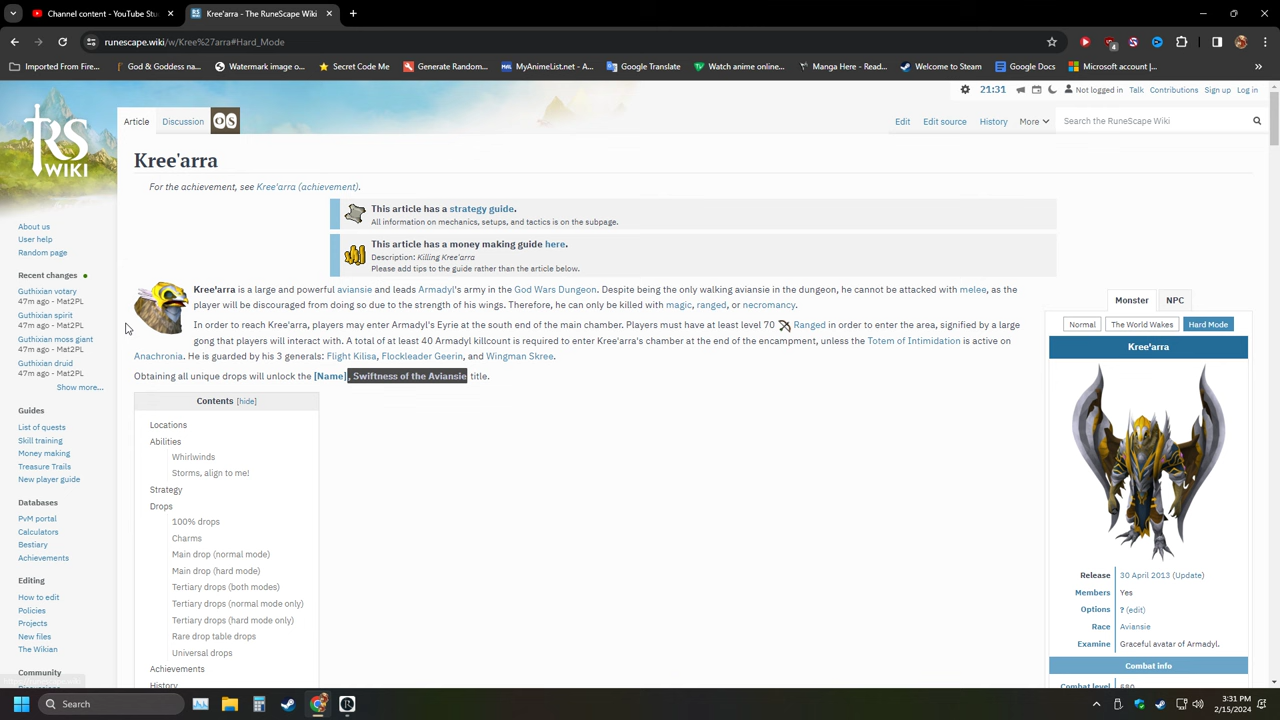 Channel content - YouTube Stu
Kree'arra - The RuneScape Wiki
runescape.wiki/w/Kree%27arra#Hard_Mode
4
Imported From Firef...
God & Goddess na...
Water animation op...
Secret Code Me
Generate Random...
MyAnimeList.net - A...
Google Translate
Watch anime online...
Rarbg
Welcome to Steam
Google Docs
Microsoft account |...
21:31
Not logged in Talk Contributions Sign up Log in
Article Discussion OS
Edit Edit source History More
Search the RuneScape Wiki
RS
WIKI
Kree'arra
For the achievement, see Kree'arra (achievement).
This article has a strategy guide.
All information on mechanics, setups, and tactics is on the subpage.
This article has a money making guide here.
Description: Killing Kree'arra
Please add tips to the guide rather than the article below.
Kree'arra is a large and powerful aviansie and leads Armadyl's army in the God Wars Dungeon. Despite being the only walking aviansie in the dungeon, he cannot be attacked with melee, as the
player will be discouraged from doing so due to the strength of his wings. Therefore, he can only be killed with magic, ranged, or necromancy.
In order to reach Kree'arra, players may enter Armadyl's Eyrie at the south end of the main chamber. Players must have at least level 70 Ranged in order to enter the area, signified by a large
gong that players will interact with. A total of at least 40 Armadyl killcount is required to enter Kree'arra's chamber at the end of the encampment, unless the Totem of Intimidation is active on
Anachronia. He is guarded by his 3 generals: Flight Kilisa, Flockleader Geerin, and Wingman Skree.
Obtaining all unique drops will unlock the [Name], Swiftness of the Aviansie title.
Contents [hide]
Locations
Abilities
Whirlwinds
Storms, align to me!
Strategy
Drops
100% drops
Charms
Main drop (normal mode)
Main drop (hard mode)
Tertiary drops (both modes)
Tertiary drops (normal mode only)
Tertiary drops (hard mode only)
Rare drop table drops
Universal drops
Achievements
History
About us
User help
Random page
Recent changes
Guthixian votary
47m ago - Mat2PL
Guthixian spirit
47m ago - Mat2PL
Guthixian moss giant
47m ago - Mat2PL
Guthixian druid
47m ago - Mat2PL
Show more...
Guides
List of quests
Skill training
Money making
Treasure Trails
New player guide
Databases
PvM portal
Calculators
Bestiary
Achievements
Editing
How to edit
Policies
Projects
New files
The Wikian
Community
Monster NPC
Normal The World Wakes Hard Mode
Kree'arra
Release 30 April 2013 (Update)
Members Yes
Options ? (edit)
Race Aviansie
Examine Graceful avatar of Armadyl.
Combat info
Combat level 580
Search
3:31 PM
2/15/2024